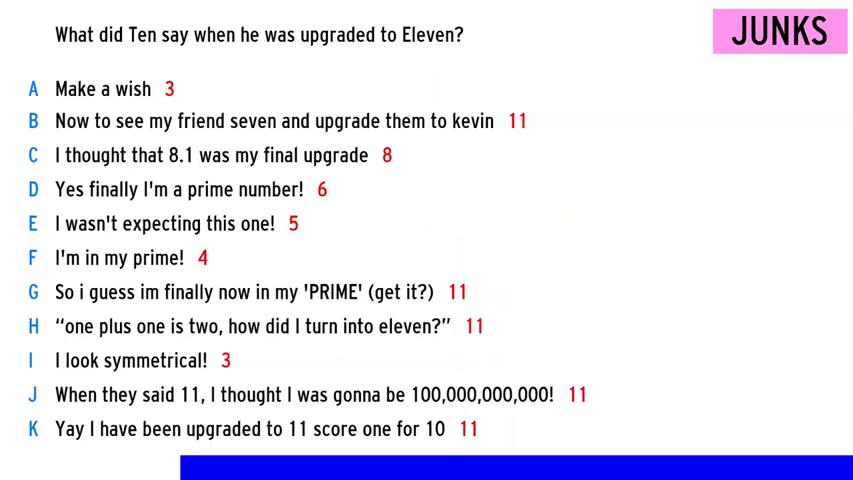 What did Ten say when he was upgraded to Eleven?
JUNKS
A Make a wish 3
B Now to see my friend seven and upgrade them to kevin 11
C I thought that 8.1 was my final upgrade 8
D Yes finally I'm a prime number! 6
E I wasn't expecting this one! 5
F I'm in my prime! 4
G So i guess im finally now in my 'PRIME' (get it?) 11
H “one plus one is two, how did I turn into eleven?” 11
I I look symmetrical! 3
J When they said 11, I thought I was gonna be 100,000,000,000! 11
K Yay I have been upgraded to 11 score one for 10 11